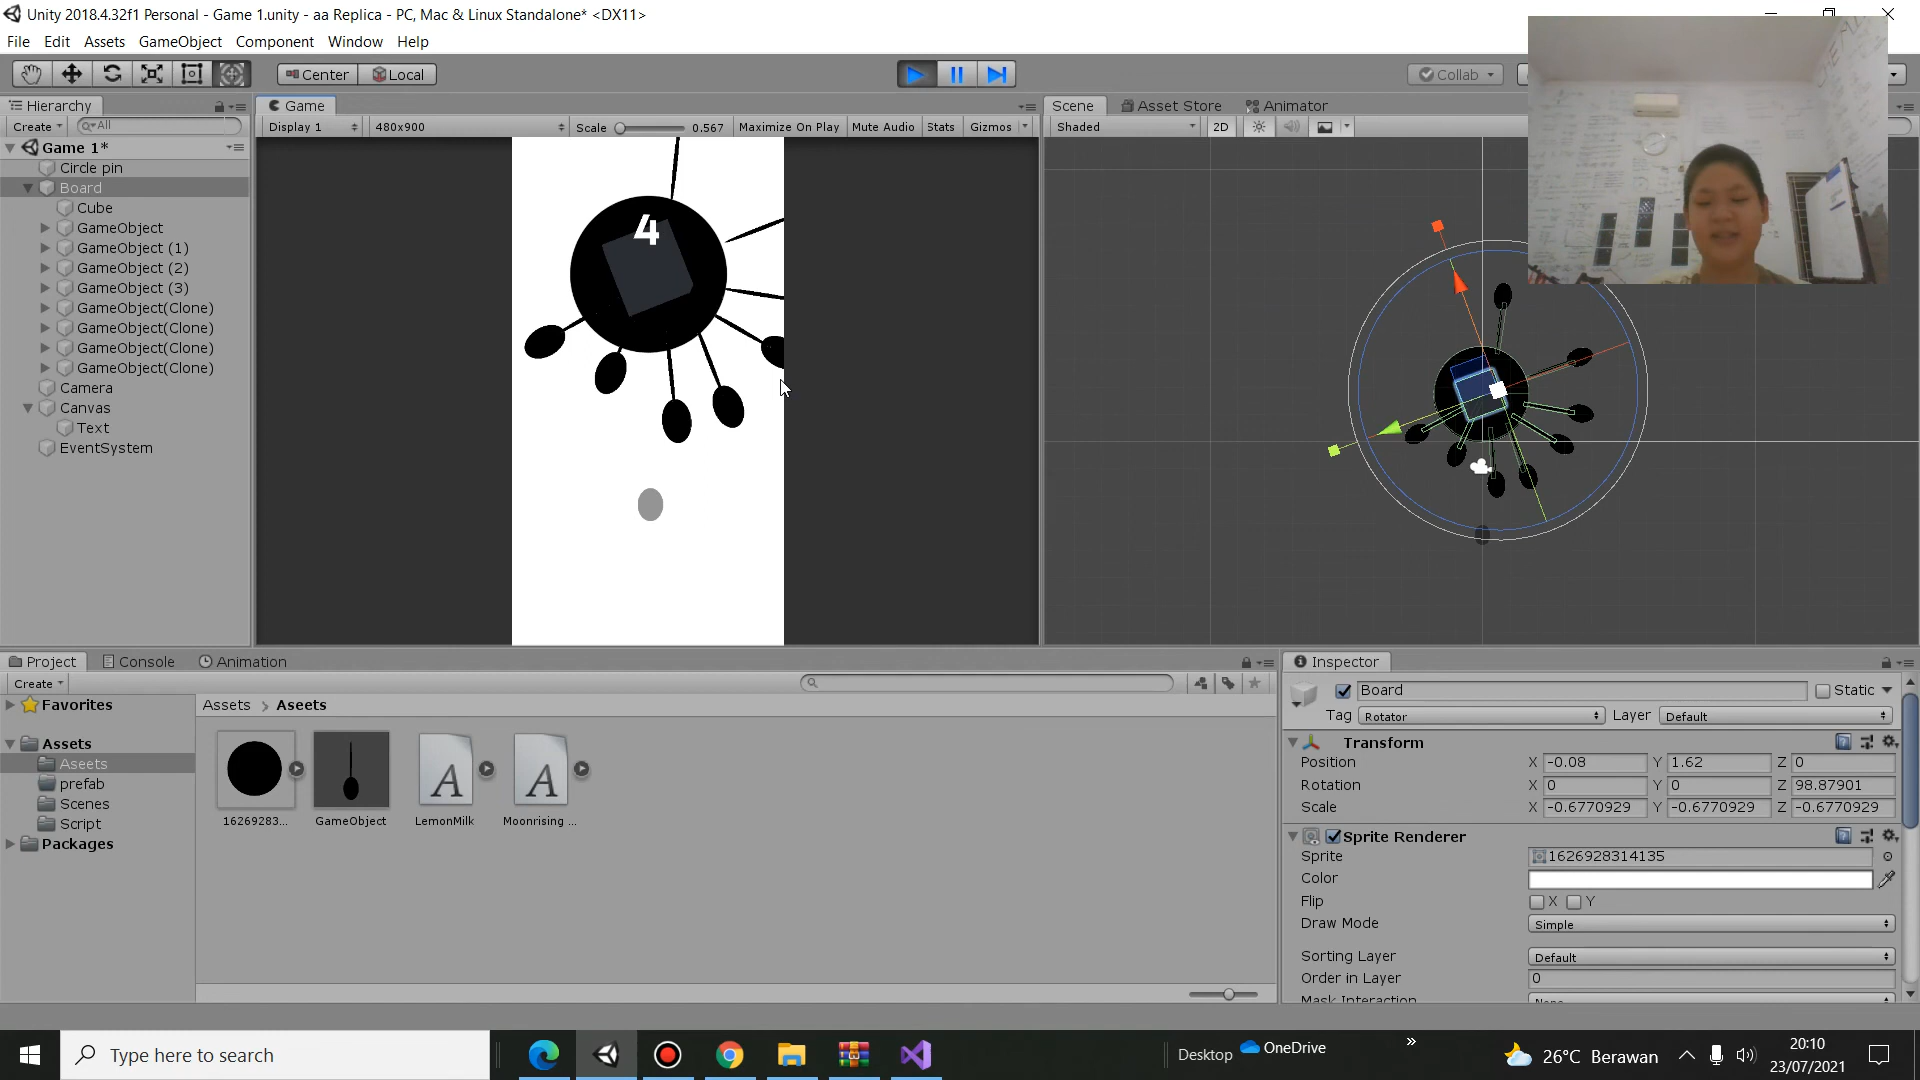 Unity 2018.4.32f1 Personal - Game 1.unity - aa Replica - PC, Mac & Linux Standalone* <DX11>
File Edit Assets GameObject Component Window Help
Center Local Collab
Hierarchy Game Scene Asset Store Animator
Create All Display 1 480x900 Scale 0.567 Maximize On Play Mute Audio Stats Gizmos Shaded 2D
Game 1*
Circle pin
Board
Cube
GameObject
GameObject (1)
GameObject (2)
GameObject (3)
GameObject(Clone)
GameObject(Clone)
GameObject(Clone)
GameObject(Clone)
Camera
Canvas
Text
EventSystem
4
Project Console Animation
Create
Favorites
Assets
Aseets
prefab
Scenes
Script
Packages
Assets > Aseets
16269283...
GameObject
LemonMilk
Moonrising ...
Inspector
Board Static
Tag Rotator Layer Default
Transform
Position X -0.08 Y 1.62 Z 0
Rotation X 0 Y 0 Z 98.87901
Scale X -0.6770929 Y -0.6770929 Z -0.6770929
Sprite Renderer
Sprite 1626928314135
Color
Flip X Y
Draw Mode Simple
Sorting Layer Default
Order in Layer 0
Mask Interaction None
Type here to search
Desktop OneDrive
26°C Berawan
20:10
23/07/2021